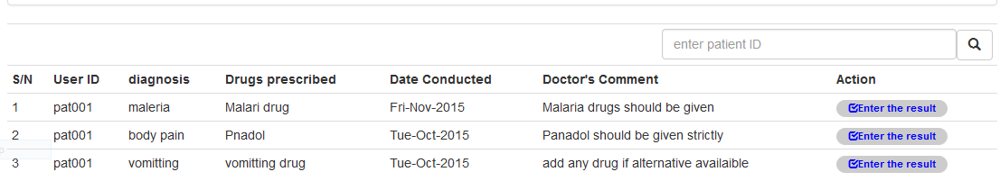 enter patient ID
S/N User ID diagnosis Drugs prescribed Date Conducted Doctor's Comment Action
1 pat001 maleria Malari drug Fri-Nov-2015 Malaria drugs should be given Enter the result
2 pat001 body pain Pnadol Tue-Oct-2015 Panadol should be given strictly Enter the result
3 pat001 vomitting vomitting drug Tue-Oct-2015 add any drug if alternative availaible Enter the result